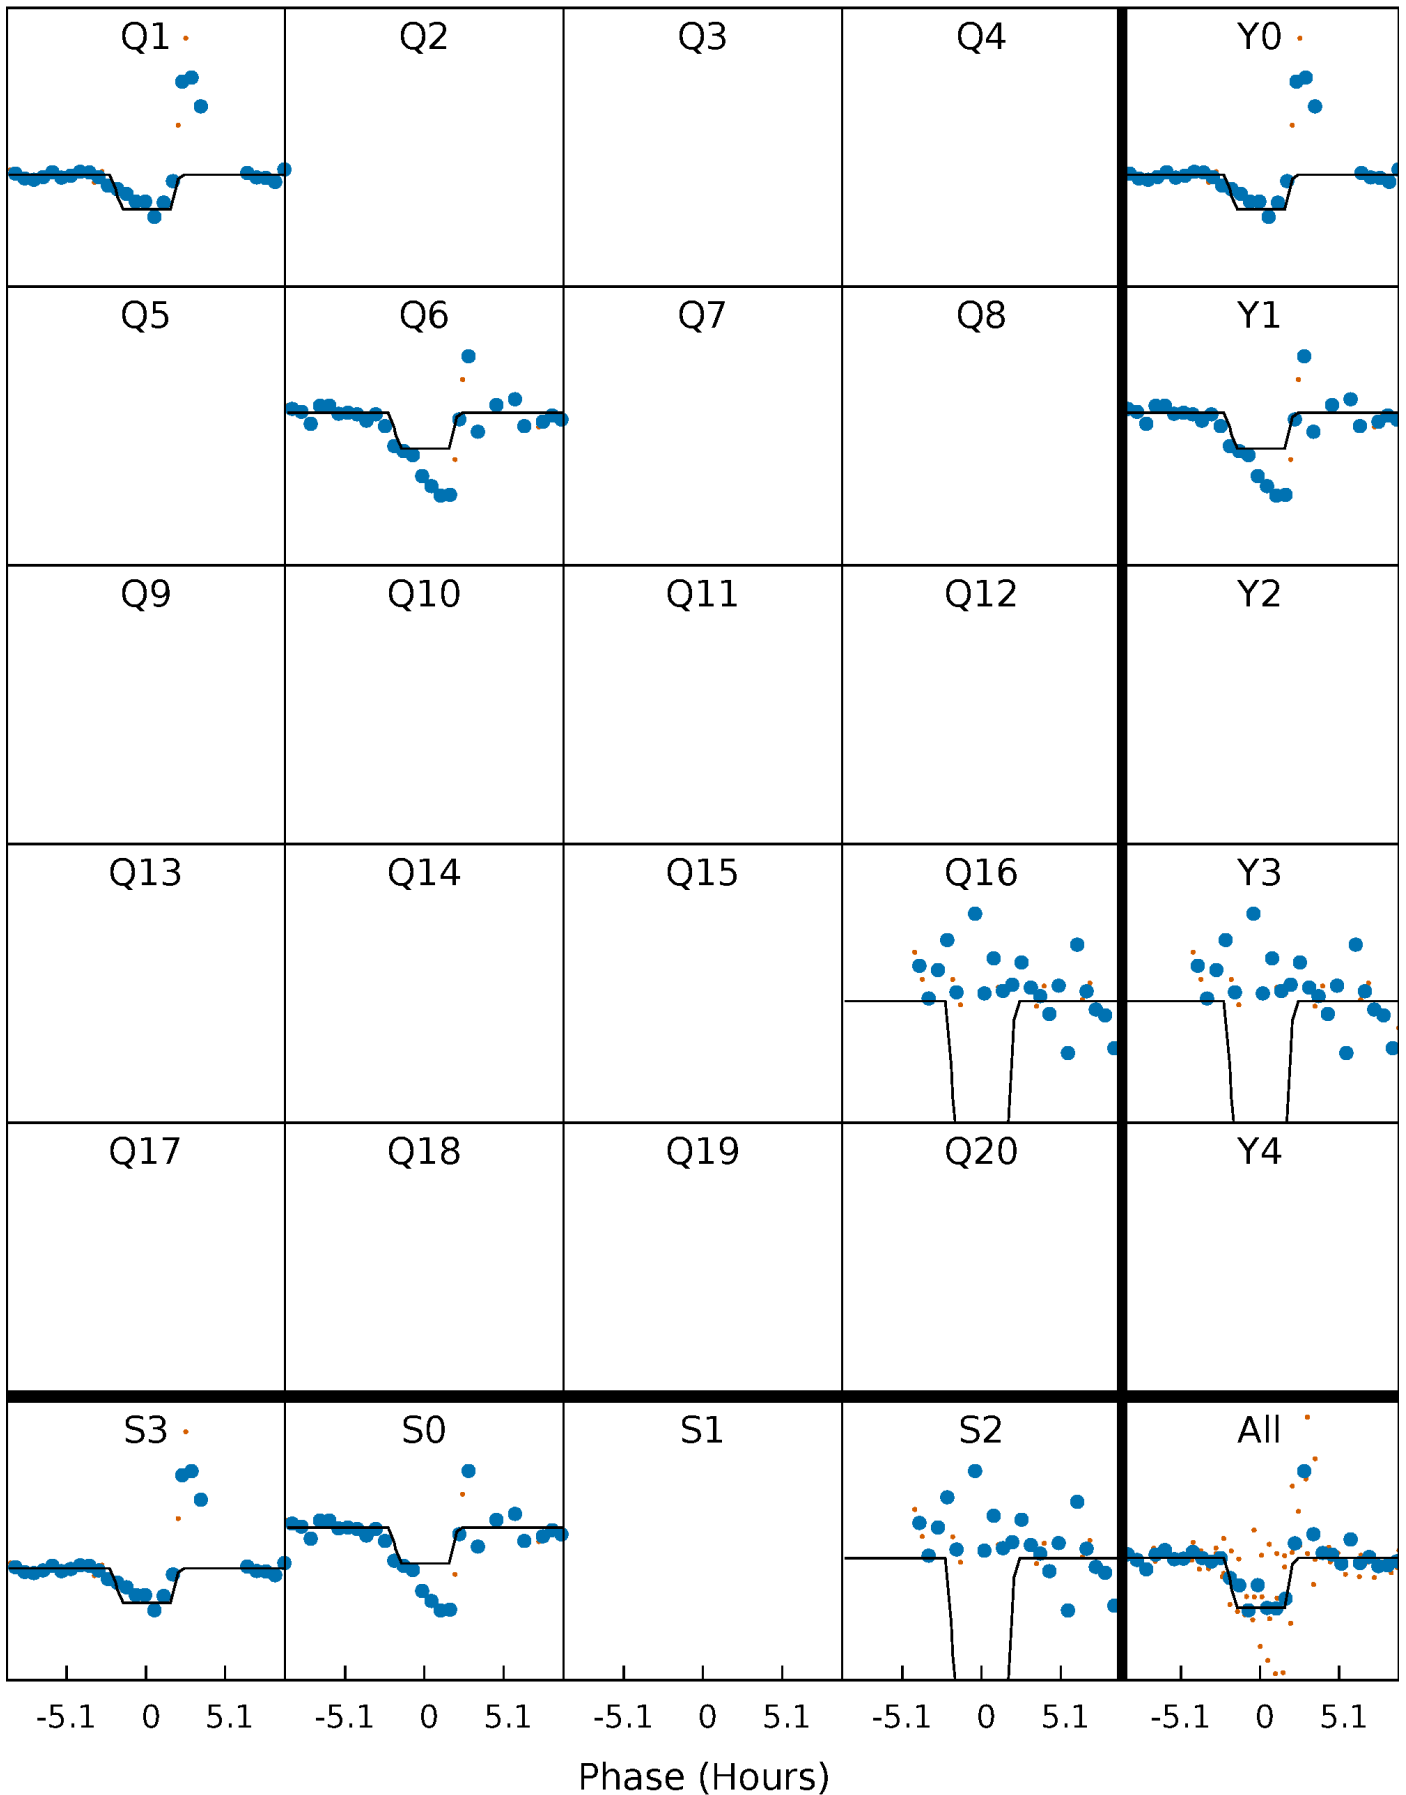 Q1 Q2 Q3 Q4 Y0
Q5 Q6 Q7 Q8 Y1
Q9 Q10 Q11 Q12 Y2
Q13 Q14 Q15 Q16 Y3
Q17 Q18 Q19 Q20 Y4
S3 S0 S1 S2 All
-5.1 0 5.1 -5.1 0 5.1 -5.1 0 5.1 -5.1 0 5.1 -5.1 0 5.1
Phase (Hours)